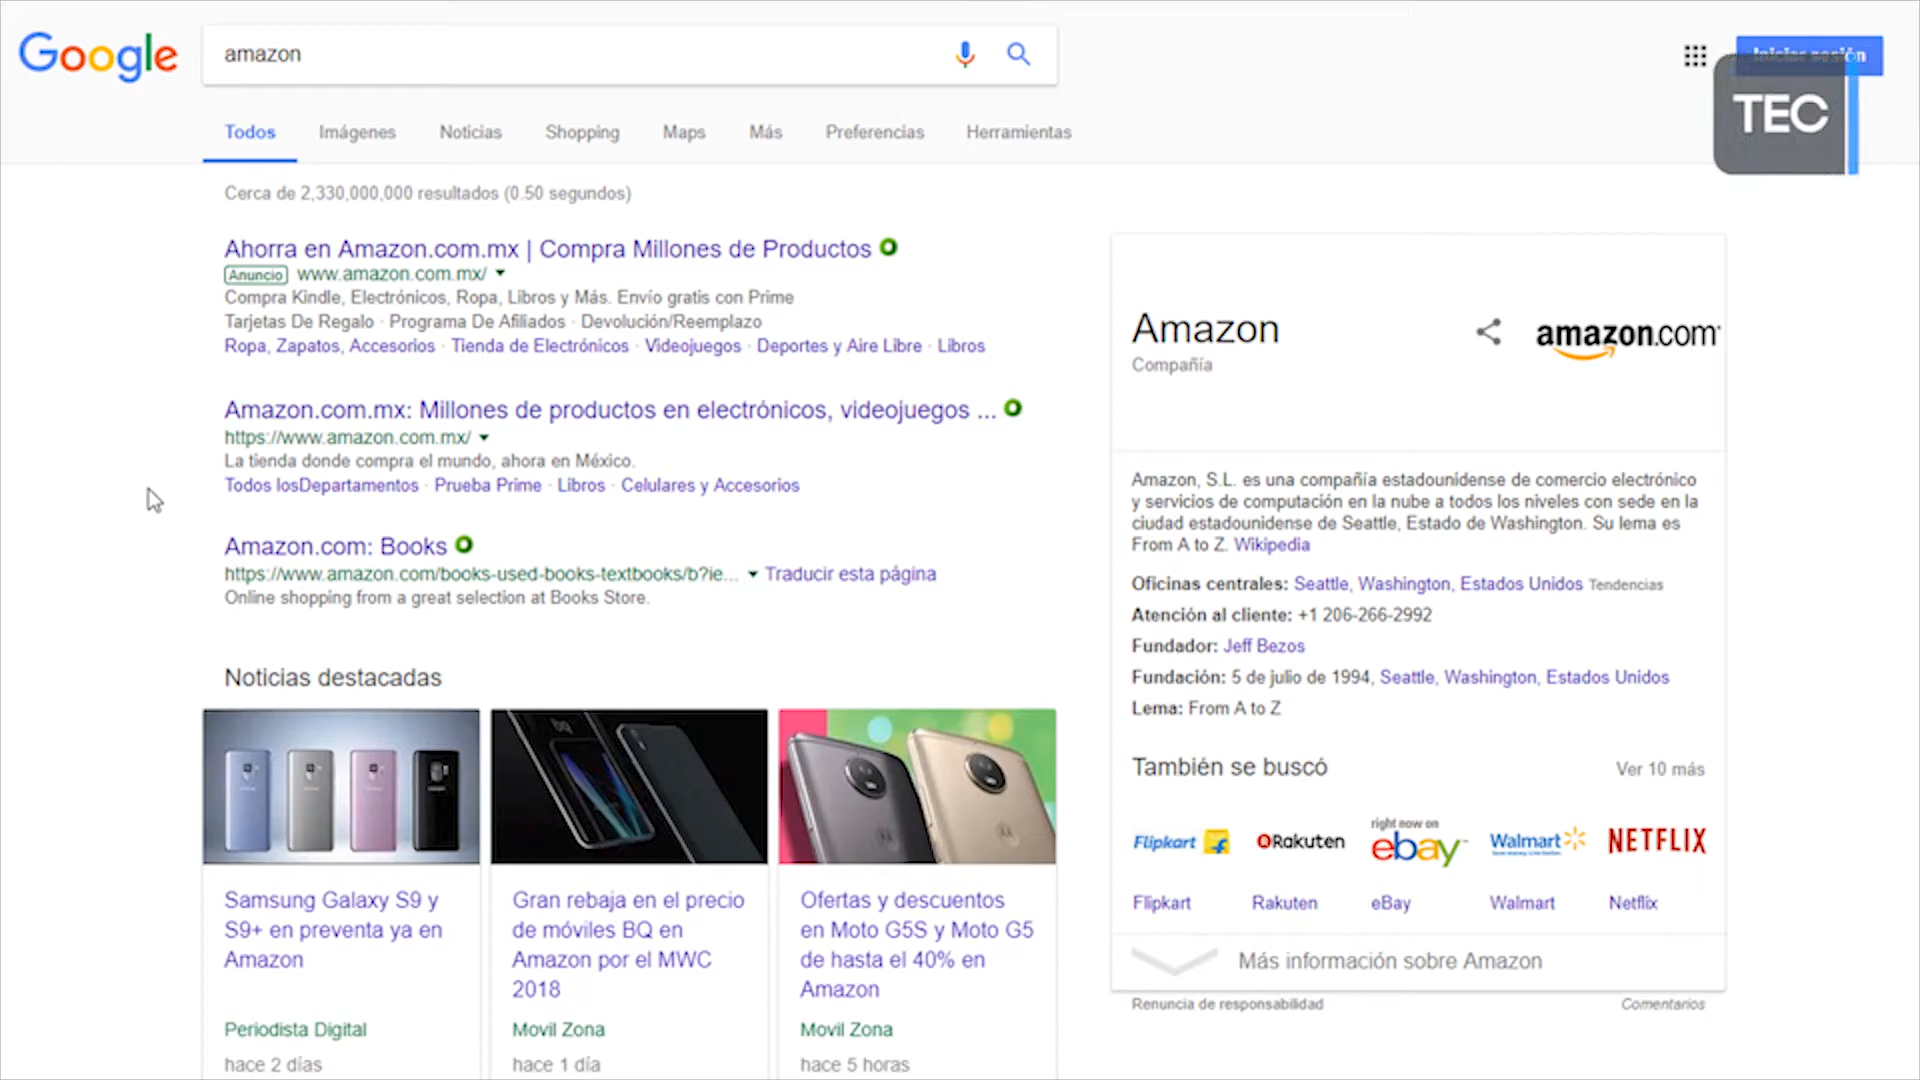 Google
amazon
Iniciar sesión
TEC
Todos
Imágenes
Noticias
Shopping
Maps
Más
Preferencias
Herramientas
Cerca de 2,330,000,000 resultados (0.50 segundos)
Ahorra en Amazon.com.mx | Compra Millones de Productos
Anuncio www.amazon.com.mx/
Compra Kindle, Electrónicos, Ropa, Libros y Más. Envío gratis con Prime
Tarjetas De Regalo · Programa De Afiliados · Devolución/Reemplazo
Ropa, Zapatos, Accesorios · Tienda de Electrónicos · Videojuegos · Deportes y Aire Libre · Libros
Amazon.com.mx: Millones de productos en electrónicos, videojuegos ...
https://www.amazon.com.mx/
La tienda donde compra el mundo, ahora en México.
Todos losDepartamentos · Prueba Prime · Libros · Celulares y Accesorios
Amazon.com: Books
https://www.amazon.com/books-used-books-textbooks/b?ie... Traducir esta página
Online shopping from a great selection at Books Store.
Noticias destacadas
Samsung Galaxy S9 y
S9+ en preventa ya en
Amazon
Periodista Digital
hace 2 días
Gran rebaja en el precio
de móviles BQ en
Amazon por el MWC
2018
Movil Zona
hace 1 día
Ofertas y descuentos
en Moto G5S y Moto G5
de hasta el 40% en
Amazon
Movil Zona
hace 5 horas
Amazon
Compañía
amazon.com
Amazon, S.L. es una compañía estadounidense de comercio electrónico
y servicios de computación en la nube a todos los niveles con sede en la
ciudad estadounidense de Seattle, Estado de Washington. Su lema es
From A to Z. Wikipedia
Oficinas centrales: Seattle, Washington, Estados Unidos Tendencias
Atención al cliente: +1 206-266-2992
Fundador: Jeff Bezos
Fundación: 5 de julio de 1994, Seattle, Washington, Estados Unidos
Lema: From A to Z
También se buscó
Ver 10 más
Flipkart
Rakuten
right now on
ebay
Walmart
NETFLIX
Flipkart
Rakuten
eBay
Walmart
Netflix
Más información sobre Amazon
Renuncia de responsabilidad
Comentarios